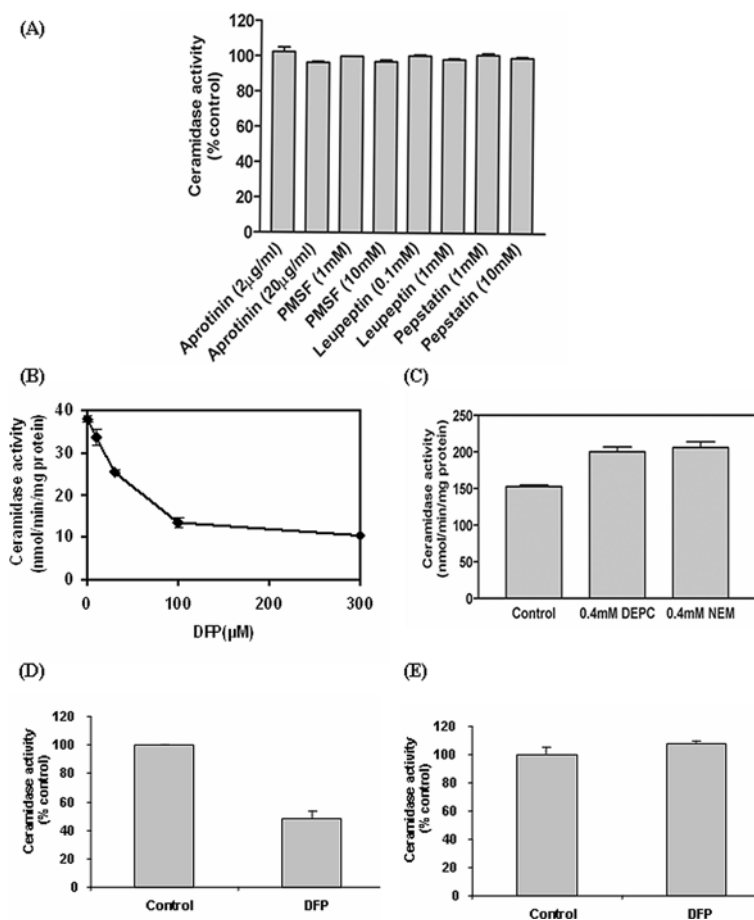 (A)
Ceramidase activity
(% control)
120
100
80
60
40
20
0
Aprotinin (2µg/ml)
Aprotinin (20µg/ml)
PMSF (1mM)
PMSF (10mM)
Leupeptin (0.1mM)
Leupeptin (1mM)
Pepstatin (1mM)
Pepstatin (10mM)
(B)
Ceramidase activity
(nmol/min/mg protein)
40
30
20
10
0
0
100
200
300
DFP(µM)
(C)
Ceramidase activity
(nmol/min/mg protein)
250
200
150
100
50
0
Control
0.4mM DEPC
0.4mM NEM
(D)
Ceramidase activity
(% control)
120
100
80
60
40
20
0
Control
DFP
(E)
Ceramidase activity
(% control)
120
100
80
60
40
20
0
Control
DFP